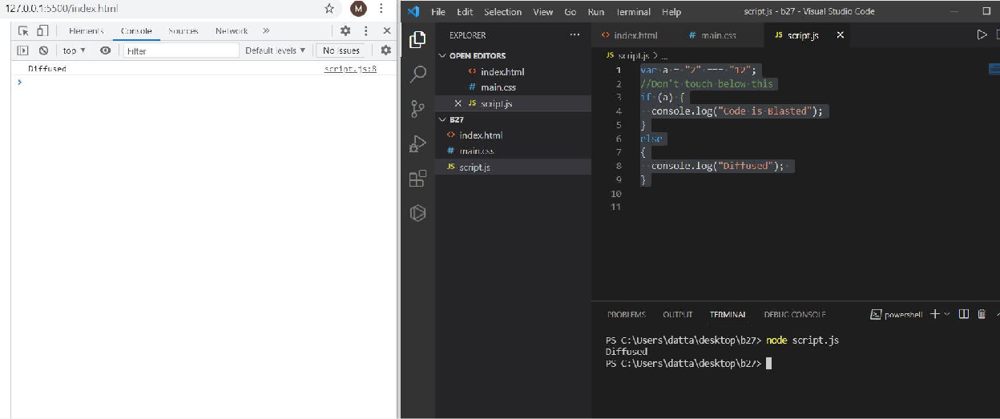 127.0.0.1:5500/index.html
M
Elements Console Sources Network »
top ▼ Filter Default levels ▼ No Issues
Diffused script.js:8
>
File Edit Selection View Go Run Terminal Help
script.js - b27 - Visual Studio Code
EXPLORER ...
OPEN EDITORS
<> index.html
# main.css
JS script.js
B27
<> index.html
# main.css
JS script.js
<> index.html # main.css JS script.js
JS script.js > ...
1 var a = "2" === "12";
2 //Don't touch below this
3 if (a) {
4 console.log("Code is Blasted");
5 }
6 else
7 {
8 console.log("Diffused");
9 }
10
11
PROBLEMS OUTPUT TERMINAL DEBUG CONSOLE powershell
PS C:\Users\datta\desktop\b27> node script.js
Diffused
PS C:\Users\datta\desktop\b27>